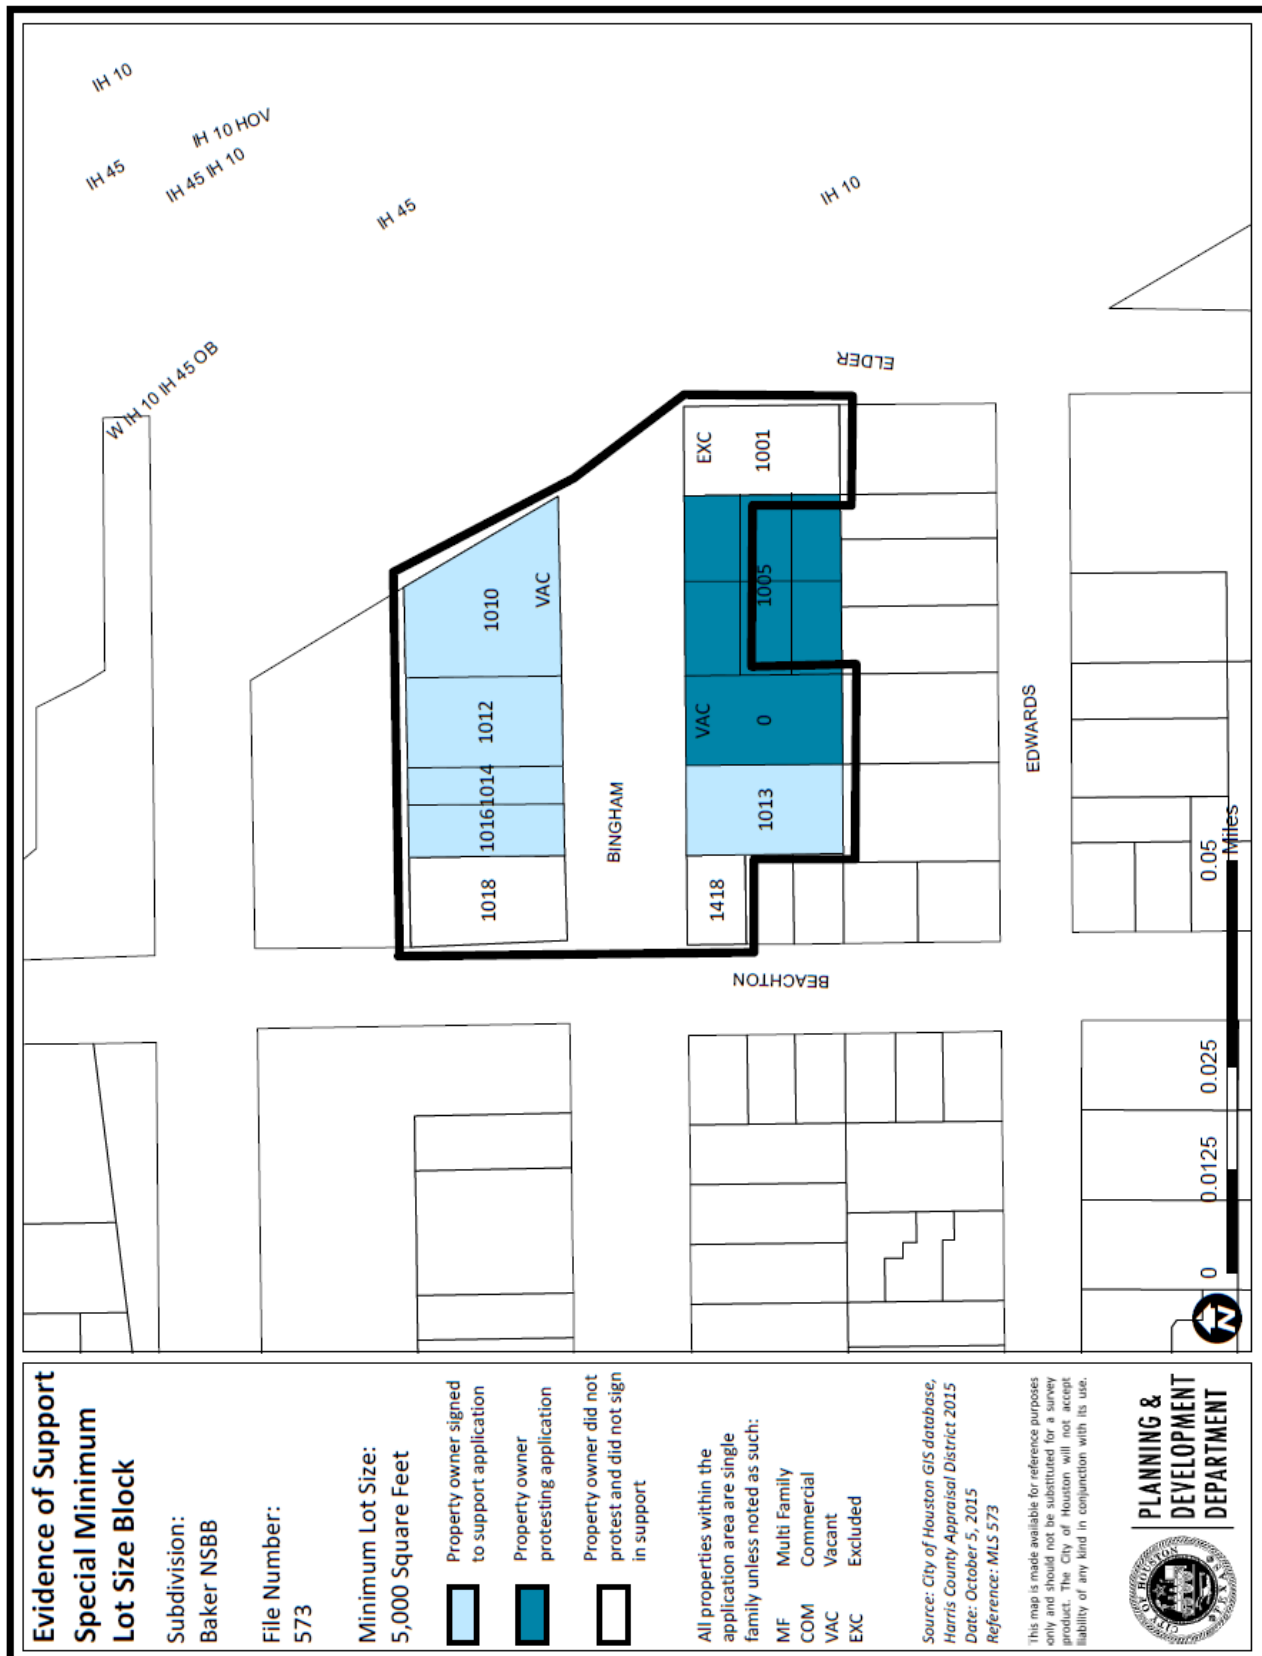 Evidence of Support
Special Minimum
Lot Size Block
Subdivision:
Baker NSBB
File Number:
573
Minimum Lot Size:
5,000 Square Feet
Property owner signed
to support application
Property owner
protesting application
Property owner did not
protest and did not sign
in support
All properties within the
application area are single
family unless noted as such:
MF Multi Family
COM Commercial
VAC Vacant
EXC Excluded
Source: City of Houston GIS database,
Harris County Appraisal District 2015
Date: October 5, 2015
Reference: MLS 573
This map is made available for reference purposes
only and should not be substituted for a survey
product. The City of Houston will not accept
liability of any kind in conjunction with its use.
CITY OF HOUSTON
TEXAS
PLANNING &
DEVELOPMENT
DEPARTMENT
IH 10
IH 45
IH 10 HOV
IH 45 IH 10
IH 45
IH 10
W IH 10 IH 45 OB
1018
1016
1014
1012
1010
VAC
BINGHAM
ELDER
1418
1013
VAC
0
1005
EXC
1001
BEACHTON
EDWARDS
N
0
0.0125
0.025
0.05
Miles